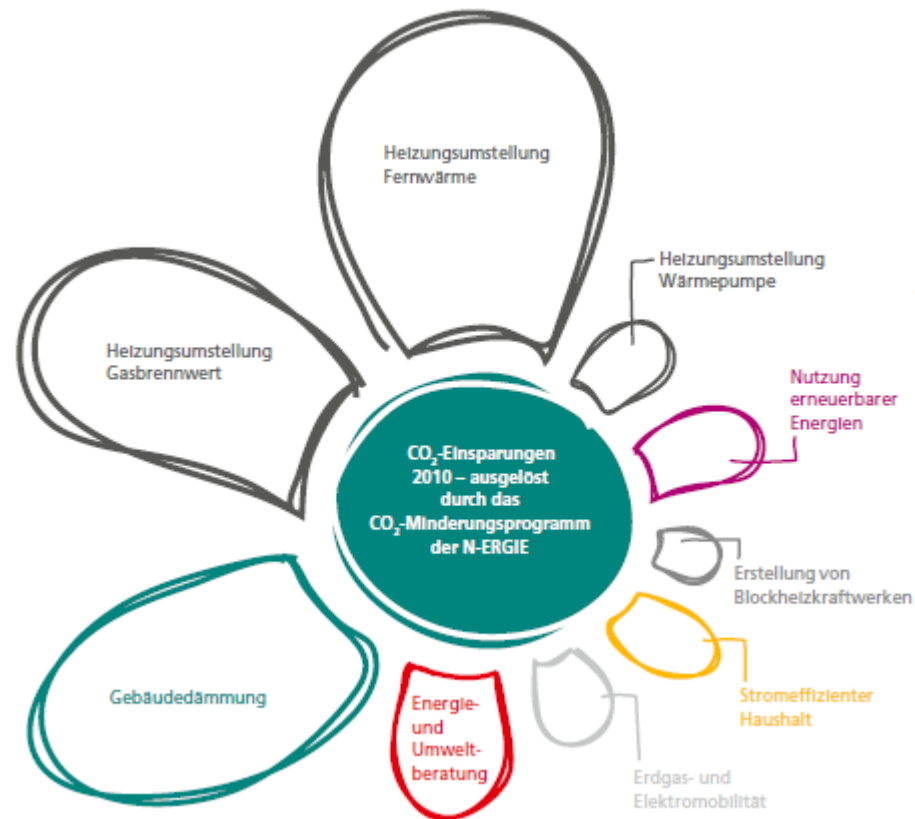 Heizungsumstellung
Fernwärme
Heizungsumstellung
Wärmepumpe
Heizungsumstellung
Gasbrennwert
Nutzung
erneuerbarer
Energien
CO₂-Einsparungen
2010 – ausgelöst
durch das
CO₂-Minderungsprogramm
der N-ERGIE
Erstellung von
Blockheizkraftwerken
Gebäudedämmung
Energie-
und
Umwelt-
beratung
Stromeffizienter
Haushalt
Erdgas- und
Elektromobilität